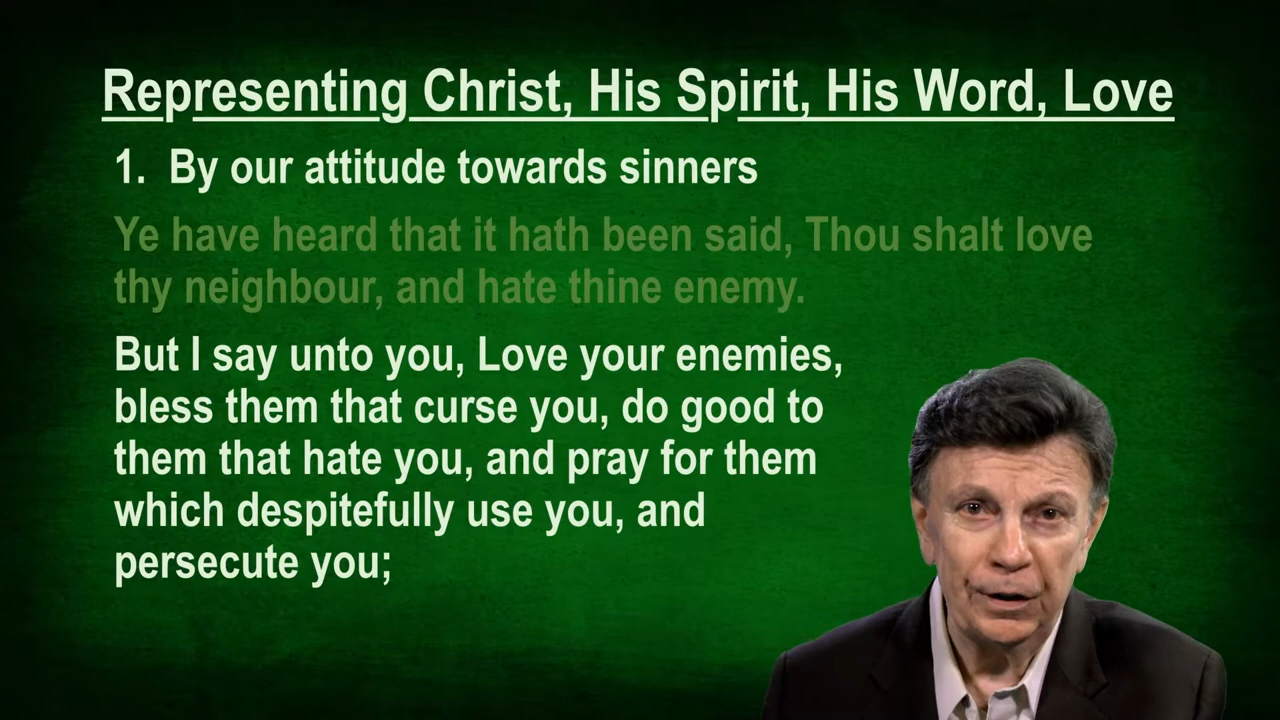 Representing Christ, His Spirit, His Word, Love
1. By our attitude towards sinners
Ye have heard that it hath been said, Thou shalt love
thy neighbour, and hate thine enemy.
But I say unto you, Love your enemies,
bless them that curse you, do good to
them that hate you, and pray for them
which despitefully use you, and
persecute you;